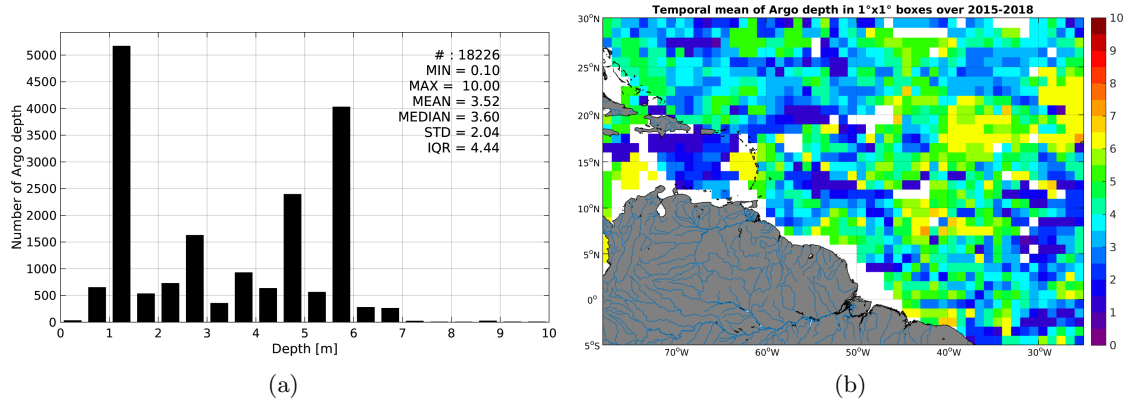 5000
4500
4000
3500
3000
2500
2000
1500
1000
500
0
Number of Argo depth
# : 18226
MIN = 0.10
MAX = 10.00
MEAN = 3.52
MEDIAN = 3.60
STD = 2.04
IQR = 4.44
0 1 2 3 4 5 6 7 8 9 10
Depth [m]
(a)
Temporal mean of Argo depth in 1°x1° boxes over 2015-2018
30°N
25°N
20°N
15°N
10°N
5°N
0°
5°S
70°W 60°W 50°W 40°W 30°W
10
9
8
7
6
5
4
3
2
1
0
(b)